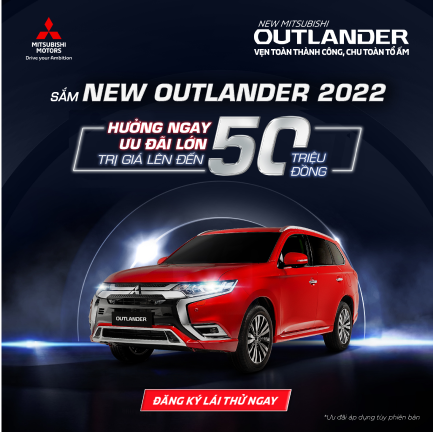 MITSUBISHI
MOTORS
Drive your Ambition
NEW MITSUBISHI
OUTLANDER
VẸN TOÀN THÀNH CÔNG, CHU TOÀN TỔ ẤM
SẮM NEW OUTLANDER 2022
HƯỞNG NGAY
ƯU ĐÃI LỚN
TRỊ GIÁ LÊN ĐẾN 50 TRIỆU ĐỒNG
OUTLANDER
ĐĂNG KÝ LÁI THỬ NGAY
*Ưu đãi áp dụng tùy phiên bản